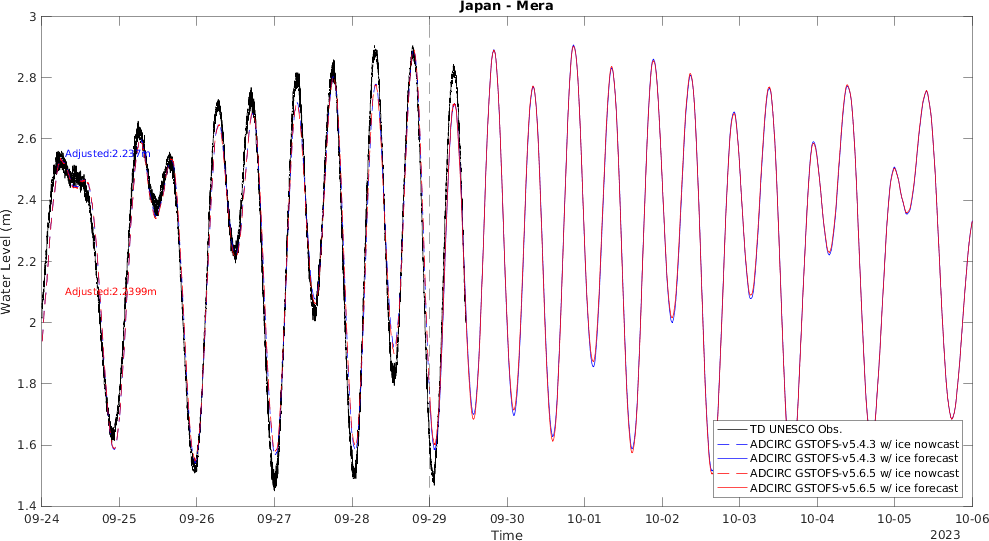 Japan - Mera
3
2.8
2.6
2.4
2.2
2
1.8
1.6
1.4
Water Level (m)
Adjusted:2.237m
Adjusted:2.2399m
TD UNESCO Obs.
ADCIRC GSTOFS-v5.4.3 w/ ice nowcast
ADCIRC GSTOFS-v5.4.3 w/ ice forecast
ADCIRC GSTOFS-v5.6.5 w/ ice nowcast
ADCIRC GSTOFS-v5.6.5 w/ ice forecast
09-24 09-25 09-26 09-27 09-28 09-29 09-30 10-01 10-02 10-03 10-04 10-05 10-06
Time
2023